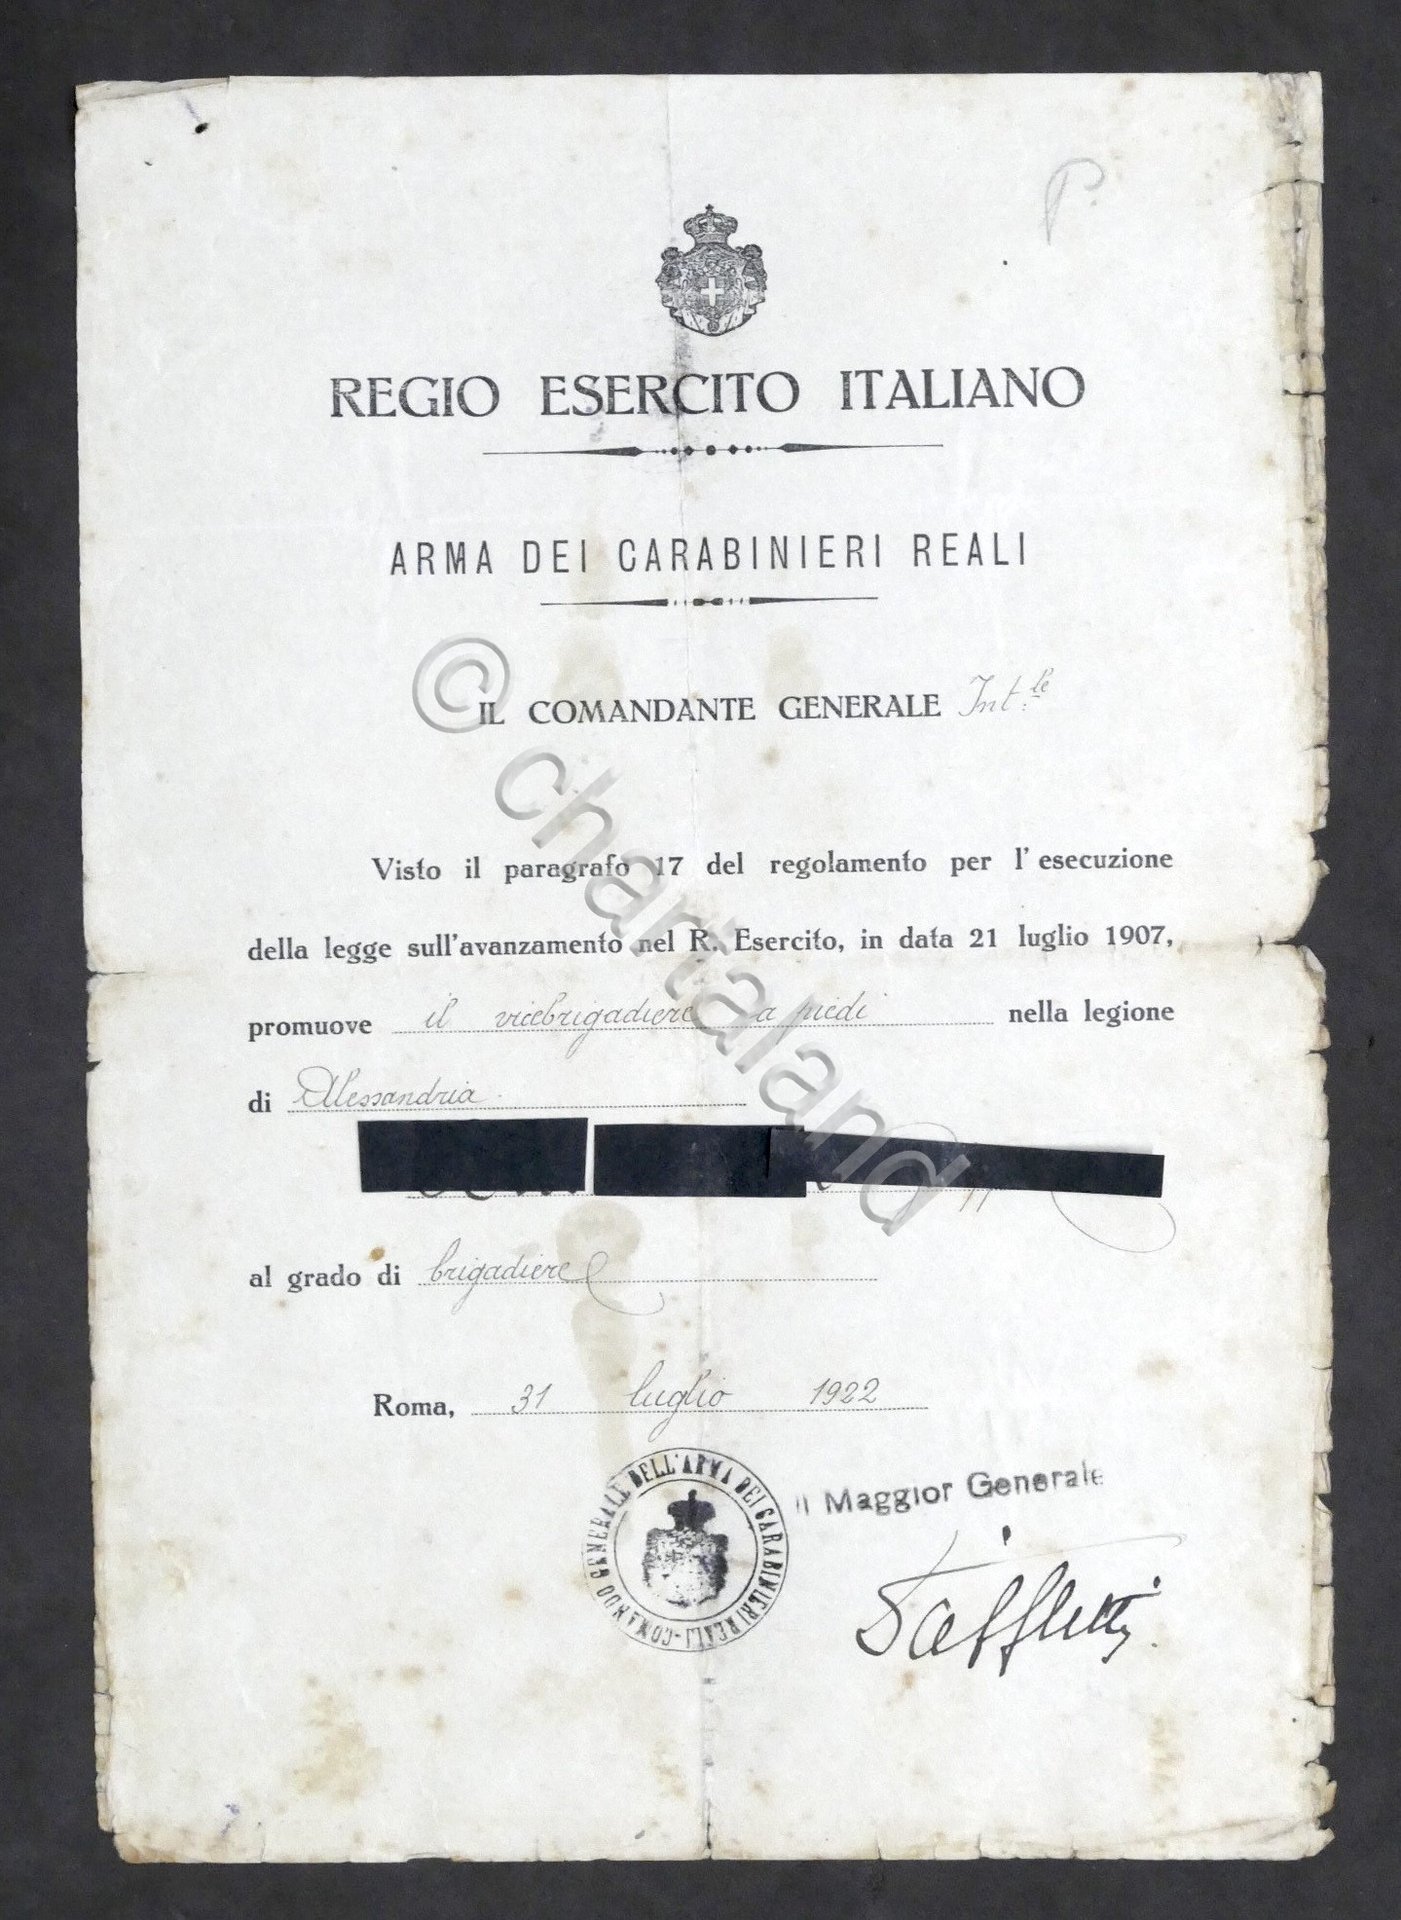 P.
REGIO ESERCITO ITALIANO
ARMA DEI CARABINIERI REALI
IL COMANDANTE GENERALE Int.le
Visto il paragrafo 17 del regolamento per l'esecuzione
della legge sull'avanzamento nel R. Esercito, in data 21 luglio 1907,
promuove il vicebrigadiere a piedi nella legione
di Alessandria.
al grado di brigadiere
Roma, 31 luglio 1922
Il Maggior Generale
COMANDO GENERALE DELL'ARMA DEI CARABINIERI REALI
© chartaland